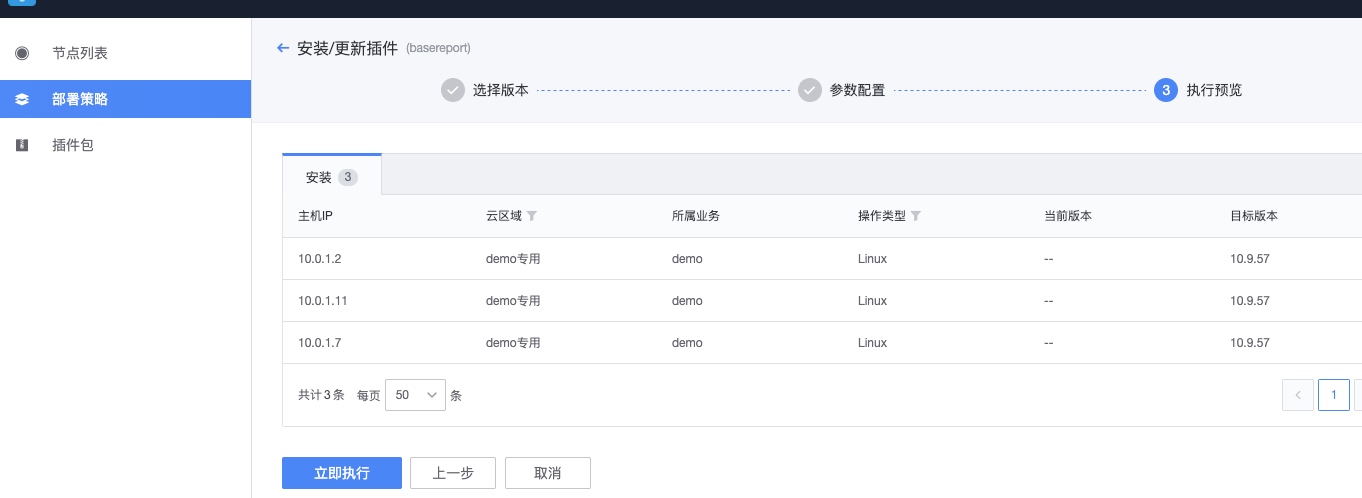 节点列表
部署策略
插件包
安装/更新插件 (basereport)
选择版本 参数配置 3 执行预览
安装 3
主机IP 云区域 所属业务 操作类型 当前版本 目标版本
10.0.1.2 demo专用 demo Linux -- 10.9.57
10.0.1.11 demo专用 demo Linux -- 10.9.57
10.0.1.7 demo专用 demo Linux -- 10.9.57
共计3条 每页 50 条 1
立即执行 上一步 取消